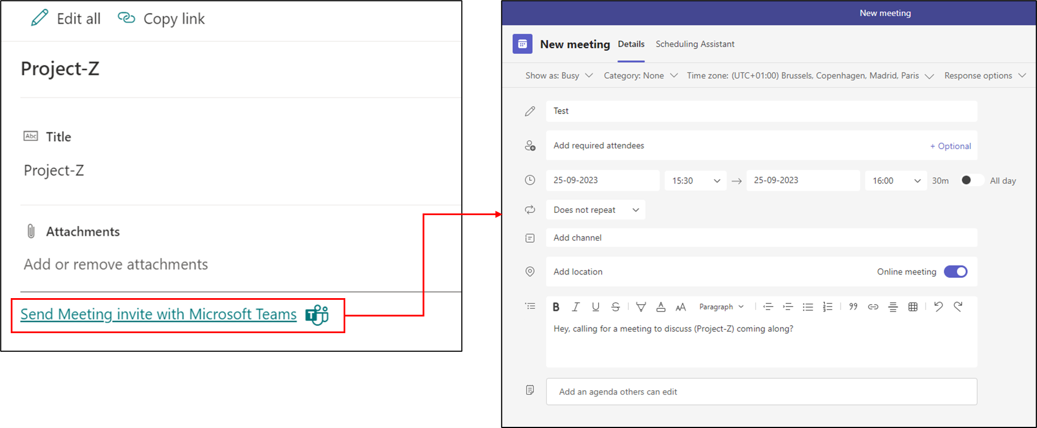 Edit all
Copy link
Project-Z
Abc Title
Project-Z
Attachments
Add or remove attachments
Send Meeting invite with Microsoft Teams
New meeting
New meeting Details Scheduling Assistant
Show as: Busy Category: None Time zone: (UTC+01:00) Brussels, Copenhagen, Madrid, Paris Response options
Test
Add required attendees + Optional
25-09-2023 15:30 → 25-09-2023 16:00 30m All day
Does not repeat
Add channel
Add location Online meeting
B I U S A AA Paragraph
Hey, calling for a meeting to discuss (Project-Z) coming along?
Add an agenda others can edit